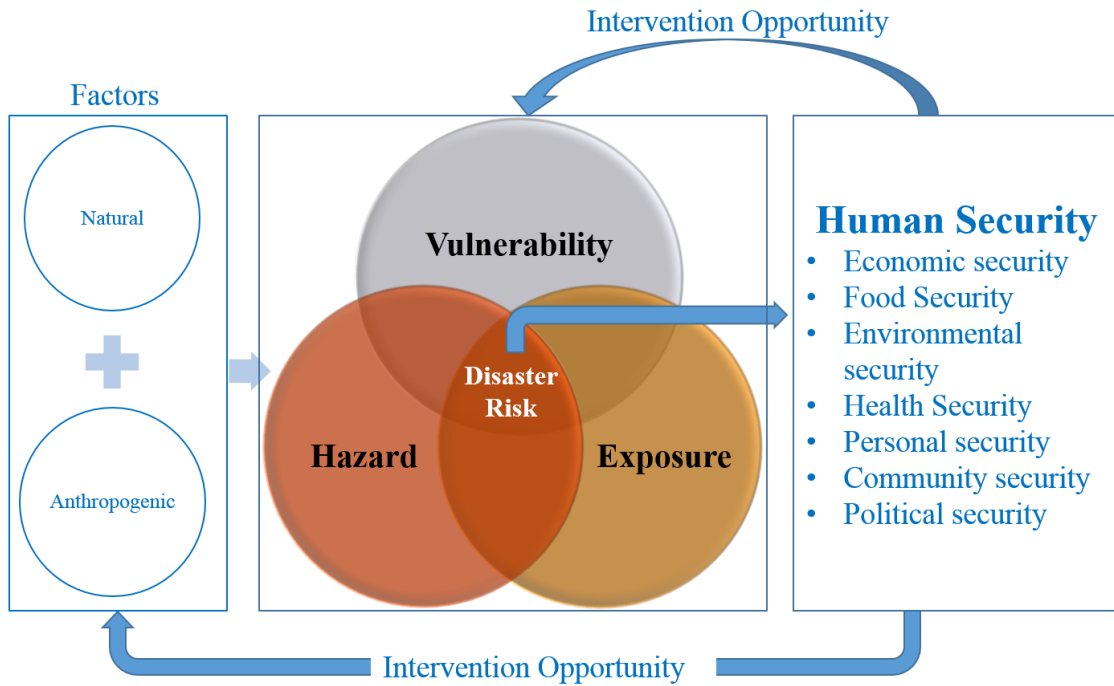 Intervention Opportunity
Factors
Natural
Anthropogenic
Vulnerability
Hazard
Exposure
Disaster
Risk
Human Security
• Economic security
• Food Security
• Environmental
security
• Health Security
• Personal security
• Community security
• Political security
Intervention Opportunity